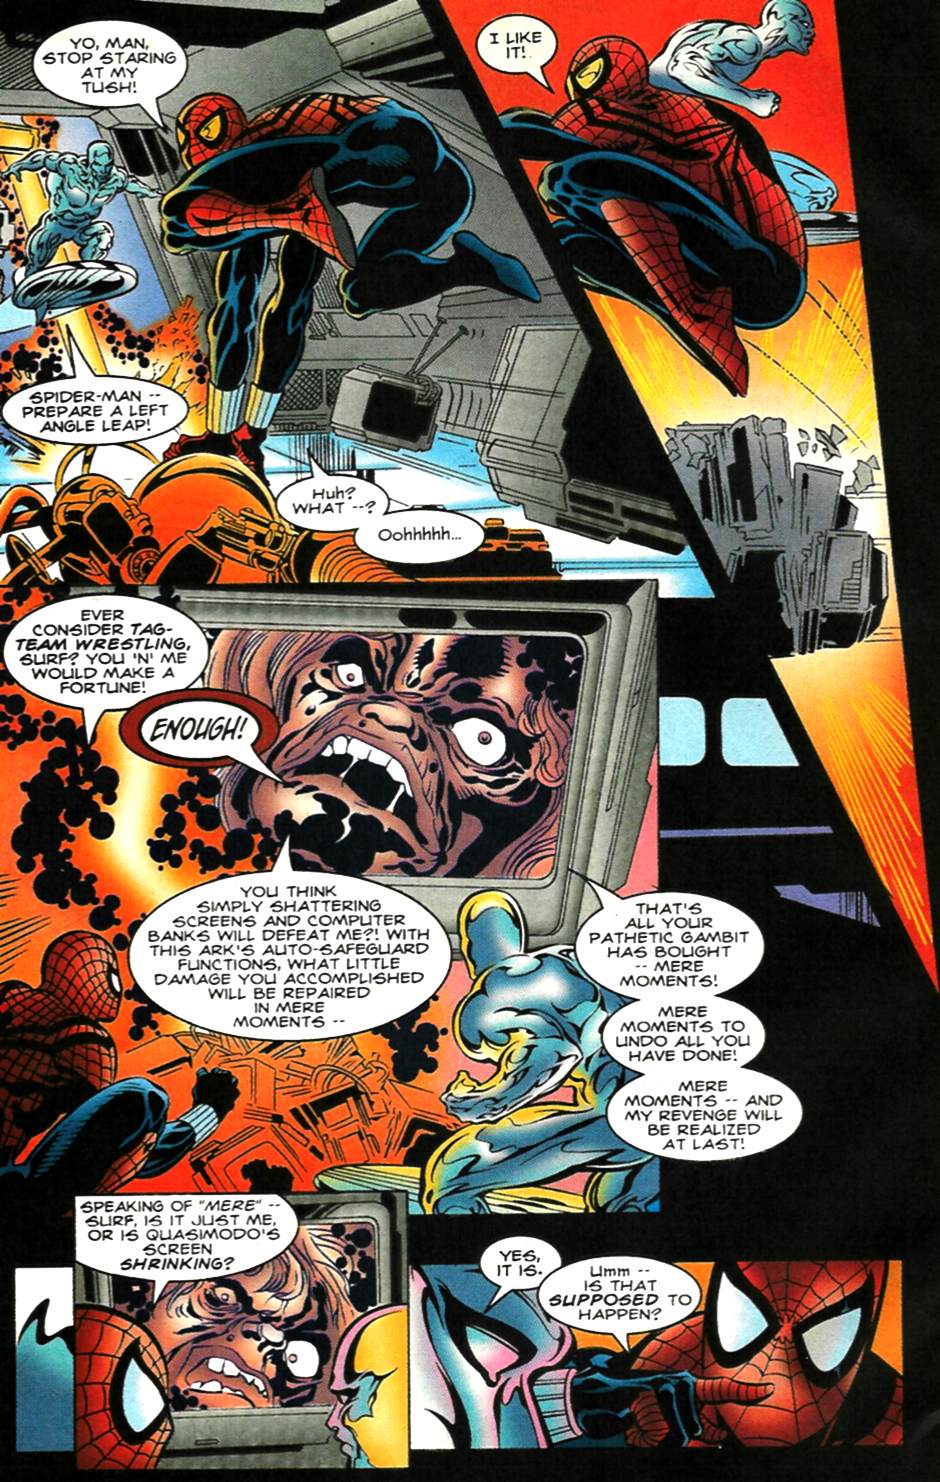 YO, MAN,
STOP STARING
AT MY
TUSH!
I LIKE
IT!
SPIDER-MAN --
PREPARE A LEFT
ANGLE LEAP!
Huh?
WHAT --?
Oohhhhh...
EVER
CONSIDER TAG-
TEAM WRESTLING,
SURF? YOU 'N' ME
WOULD MAKE A
FORTUNE!
ENOUGH!
YOU THINK
SIMPLY SHATTERING
SCREENS AND COMPUTER
BANKS WILL DEFEAT ME?! WITH
THIS ARK'S AUTO-SAFEGUARD
FUNCTIONS, WHAT LITTLE
DAMAGE YOU ACCOMPLISHED
WILL BE REPAIRED
IN MERE
MOMENTS --
THAT'S
ALL YOUR
PATHETIC GAMBIT
HAS BOUGHT
-- MERE
MOMENTS!
MERE
MOMENTS TO
UNDO ALL YOU
HAVE DONE!
MERE
MOMENTS -- AND
MY REVENGE WILL
BE REALIZED
AT LAST!
SPEAKING OF "MERE" --
SURF, IS IT JUST ME,
OR IS QUASIMODO'S
SCREEN
SHRINKING?
YES,
IT IS.
Umm --
IS THAT
SUPPOSED TO
HAPPEN?